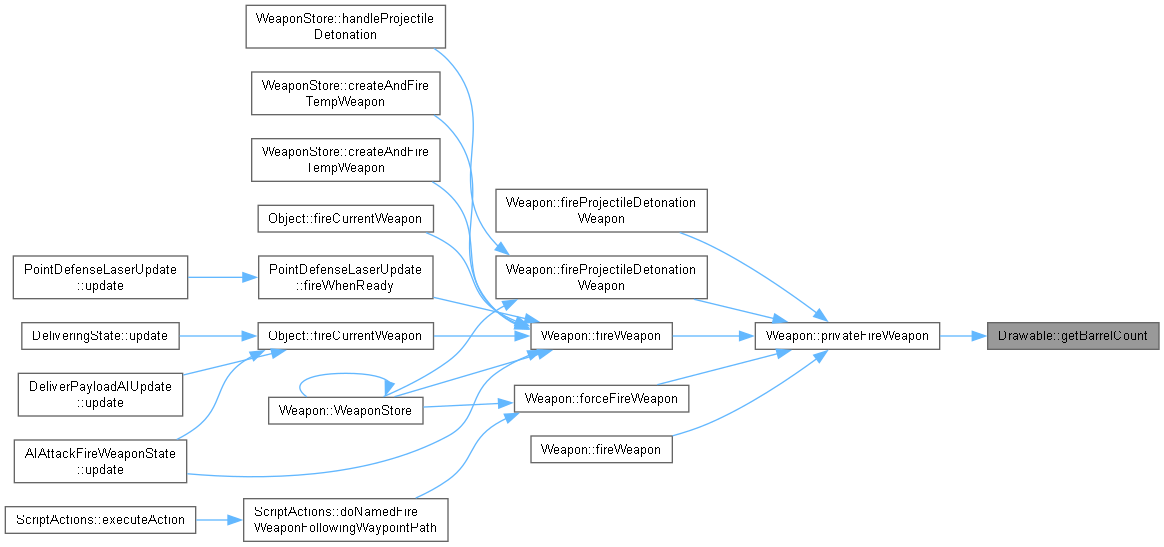 WeaponStore::handleProjectile
Detonation
WeaponStore::createAndFire
TempWeapon
WeaponStore::createAndFire
TempWeapon
Object::fireCurrentWeapon
PointDefenseLaserUpdate
::update
PointDefenseLaserUpdate
::fireWhenReady
DeliveringState::update
Object::fireCurrentWeapon
DeliverPayloadAIUpdate
::update
Weapon::WeaponStore
AIAttackFireWeaponState
::update
ScriptActions::executeAction
ScriptActions::doNamedFire
WeaponFollowingWaypointPath
Weapon::fireProjectileDetonation
Weapon
Weapon::fireProjectileDetonation
Weapon
Weapon::fireWeapon
Weapon::forceFireWeapon
Weapon::fireWeapon
Weapon::privateFireWeapon
Drawable::getBarrelCount